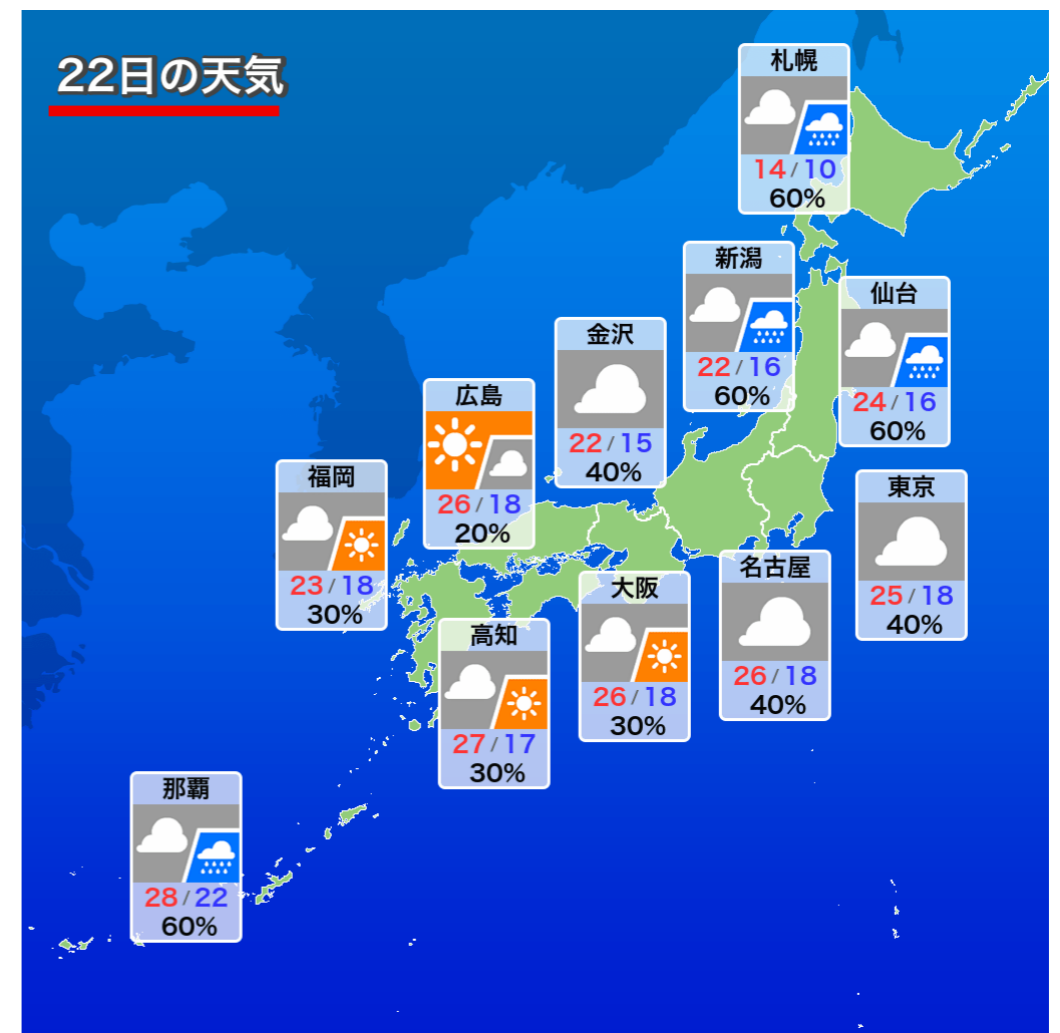 22日の天気
札幌
14/10
60%
新潟
22/16
60%
仙台
24/16
60%
金沢
22/15
40%
広島
26/18
20%
福岡
23/18
30%
東京
25/18
40%
名古屋
26/18
40%
大阪
26/18
30%
高知
27/17
30%
那覇
28/22
60%